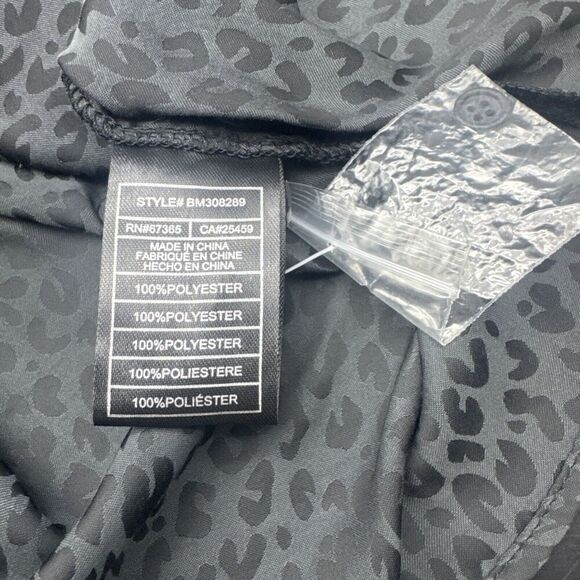 STYLE# BM308289
RN#67365 CA#25459
MADE IN CHINA
FABRIQUÉ EN CHINE
HECHO EN CHINA
100%POLYESTER
100%POLYESTER
100%POLYESTER
100%POLIESTERE
100%POLIÉSTER